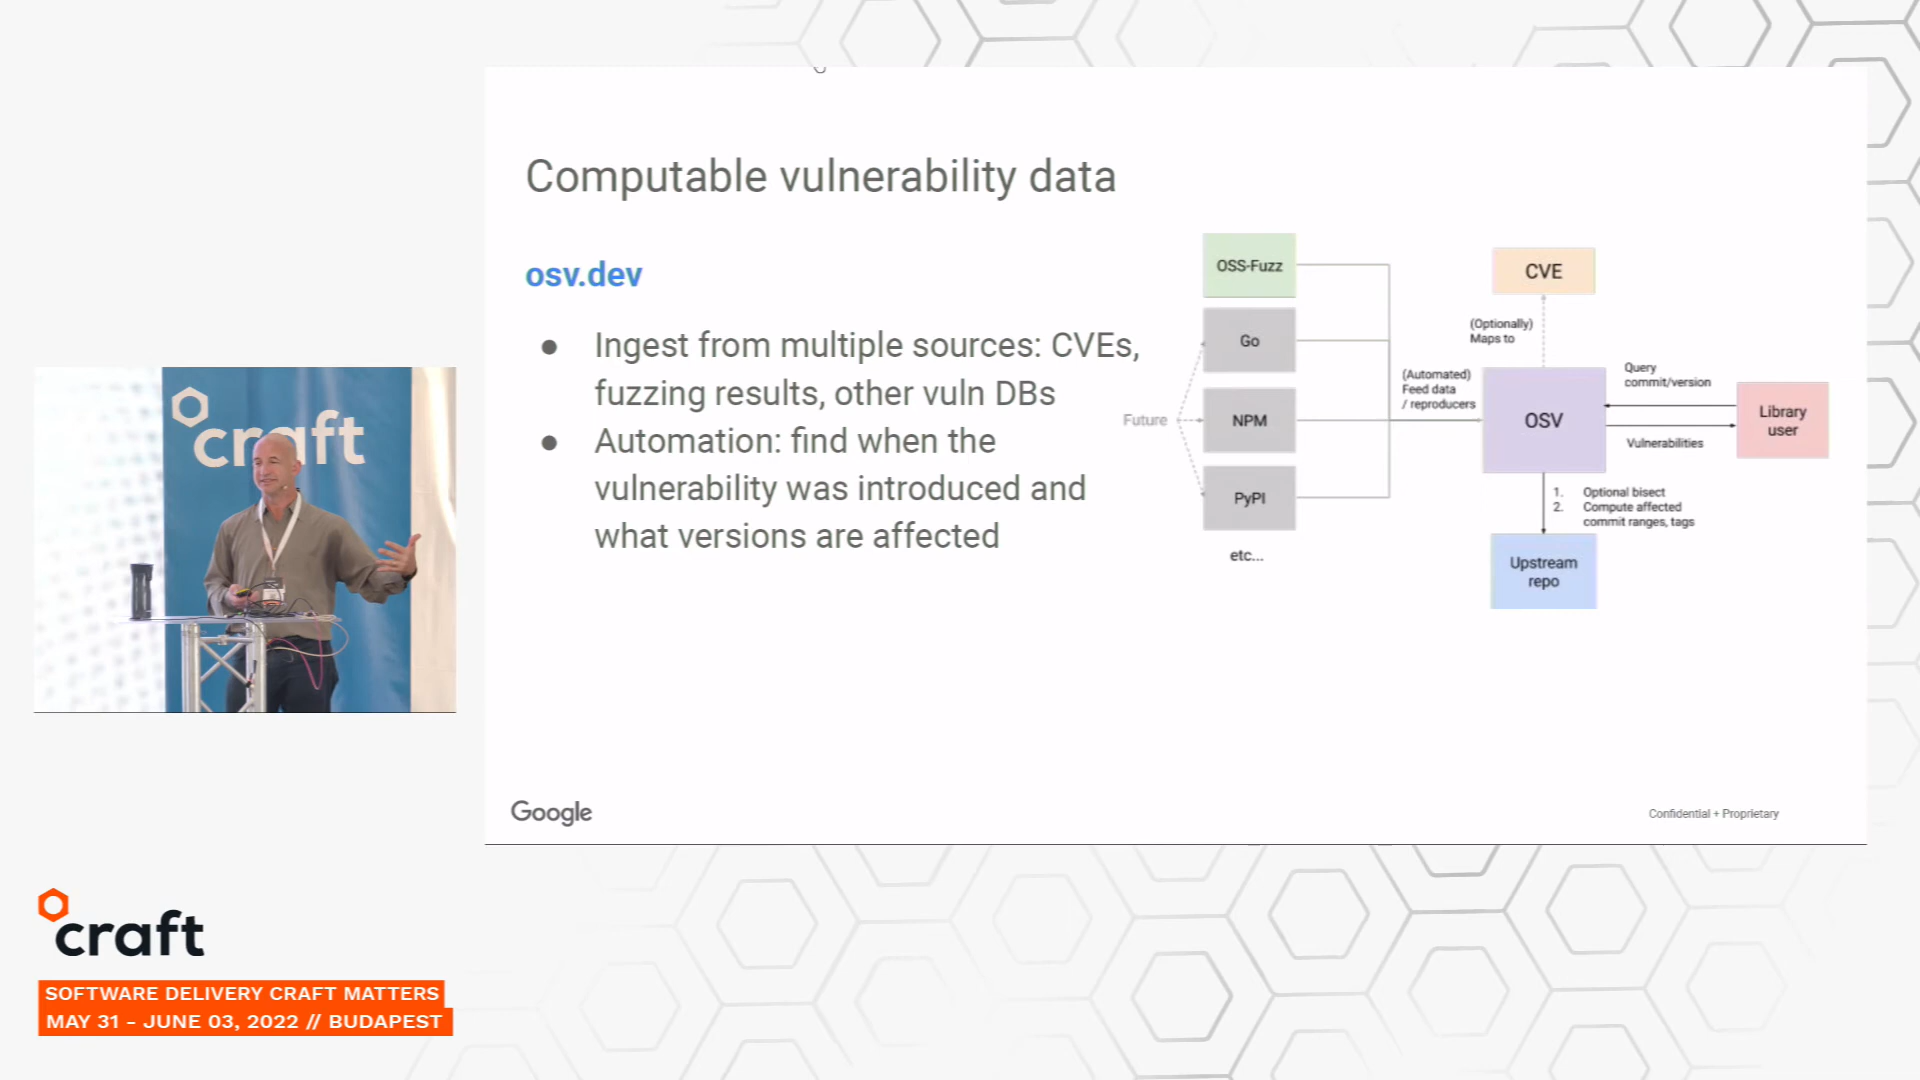 Computable vulnerability data
osv.dev
● Ingest from multiple sources: CVEs,
fuzzing results, other vuln DBs
● Automation: find when the
vulnerability was introduced and
what versions are affected
OSS-Fuzz
Go
NPM
PyPI
etc...
Future
(Automated)
Feed data
/ reproducers
CVE
(Optionally)
Maps to
OSV
Query
commit/version
Vulnerabilities
Library
user
1. Optional bisect
2. Compute affected
commit ranges, tags
Upstream
repo
Google
Confidential + Proprietary
craft
craft
SOFTWARE DELIVERY CRAFT MATTERS
MAY 31 - JUNE 03, 2022 // BUDAPEST